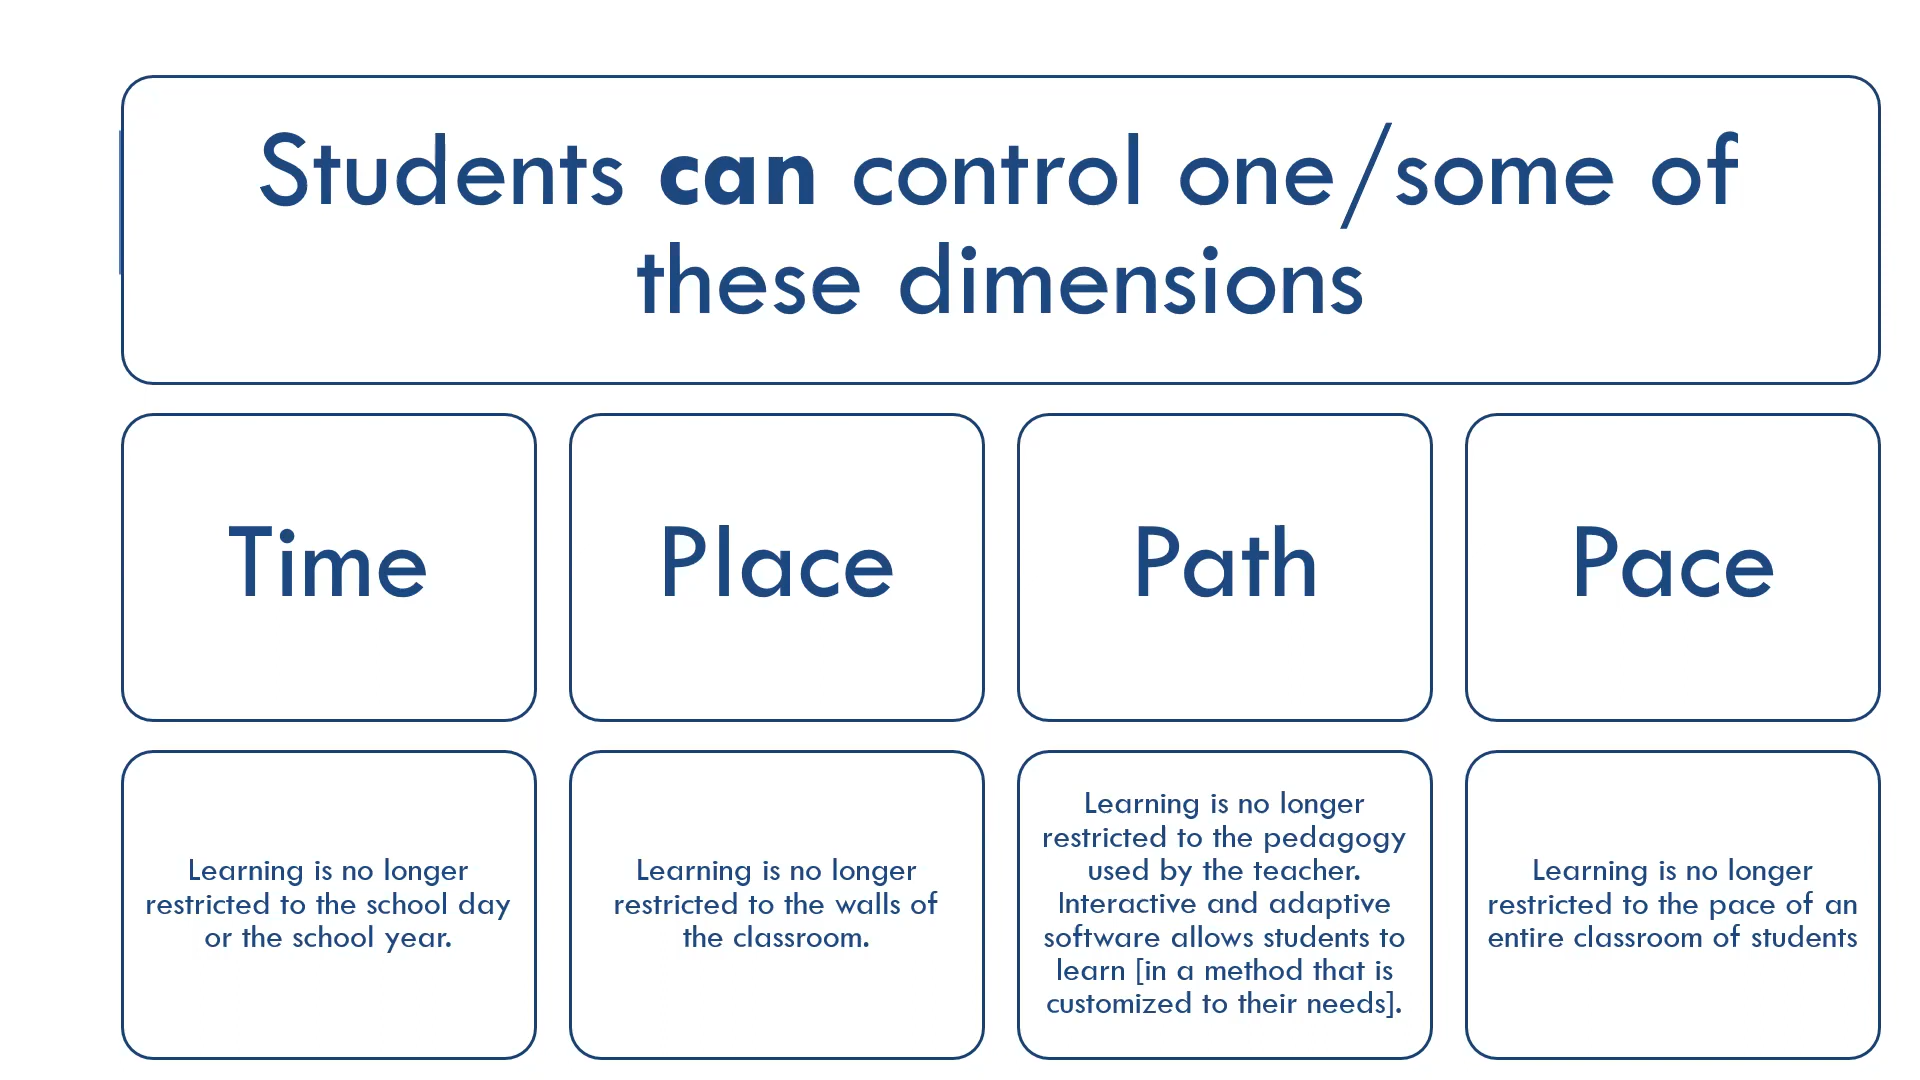 Students can control one/some of
these dimensions
Time
Place
Path
Pace
Learning is no longer
restricted to the school day
or the school year.
Learning is no longer
restricted to the walls of
the classroom.
Learning is no longer
restricted to the pedagogy
used by the teacher.
Interactive and adaptive
software allows students to
learn [in a method that is
customized to their needs].
Learning is no longer
restricted to the pace of an
entire classroom of students